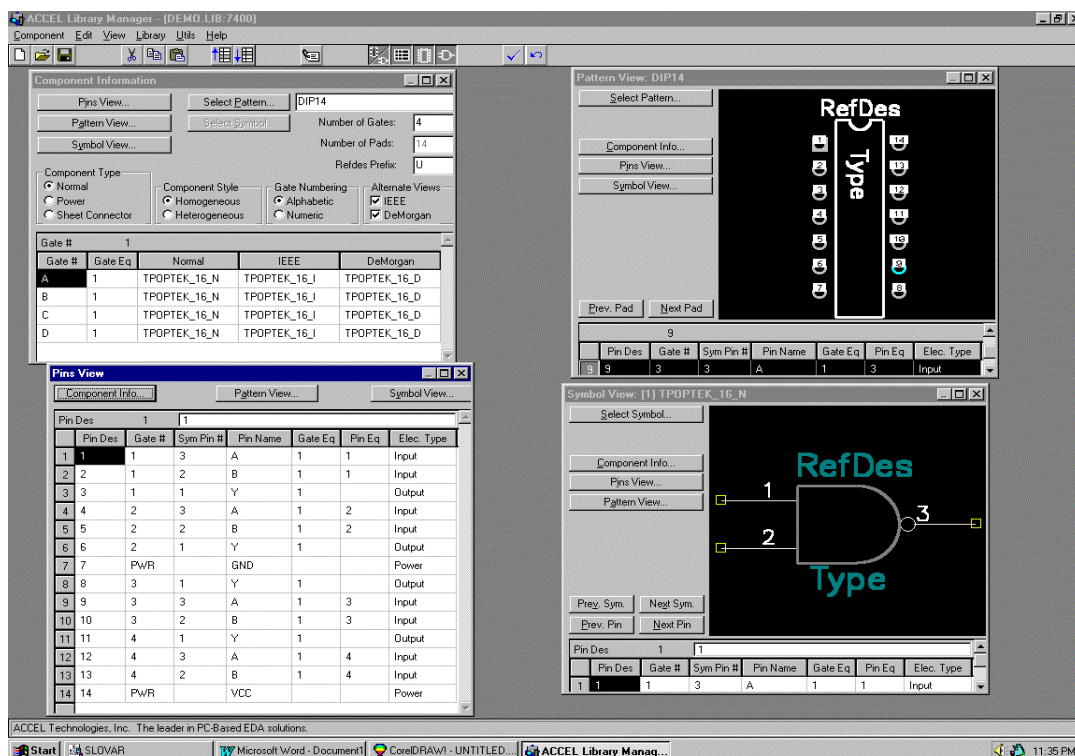 ACCEL Library Manager - (DEMO.LIB:7400)
Component Edit View Library Utils Help
Component Information
Pins View... Select Pattern... DIP14
Pattern View... Select Symbol... Number of Gates: 4
Symbol View... Number of Pads: 14
Refdes Prefix: U
Component Type
Normal
Power
Sheet Connector
Component Style
Homogeneous
Heterogeneous
Gate Numbering
Alphabetic
Numeric
Alternate Views
IEEE
DeMorgan
Gate # 1
Gate # Gate Eq Normal IEEE DeMorgan
A 1 TPOPTEK_16_N TPOPTEK_16_I TPOPTEK_16_D
B 1 TPOPTEK_16_N TPOPTEK_16_I TPOPTEK_16_D
C 1 TPOPTEK_16_N TPOPTEK_16_I TPOPTEK_16_D
D 1 TPOPTEK_16_N TPOPTEK_16_I TPOPTEK_16_D
Pins View
Component Info... Pattern View... Symbol View...
Pin Des 1 1
Pin Des Gate # Sym Pin # Pin Name Gate Eq Pin Eq Elec. Type
1 1 1 3 A 1 1 Input
2 2 1 2 B 1 1 Input
3 3 1 1 Y 1 Output
4 4 2 3 A 1 2 Input
5 5 2 2 B 1 2 Input
6 6 2 1 Y 1 Output
7 7 PWR GND Power
8 8 3 1 Y 1 Output
9 9 3 3 A 1 3 Input
10 10 3 2 B 1 3 Input
11 11 4 1 Y 1 Output
12 12 4 3 A 1 4 Input
13 13 4 2 B 1 4 Input
14 14 PWR VCC Power
Pattern View: DIP14
Select Pattern...
Component Info...
Pins View...
Symbol View...
Prev. Pad Next Pad
RefDes
Type
1 14
2 13
3 12
4 11
5 10
6 9
7 8
9
Pin Des Gate # Sym Pin # Pin Name Gate Eq Pin Eq Elec. Type
9 9 3 3 A 1 3 Input
Symbol View: [1] TPOPTEK_16_N
Select Symbol...
Component Info...
Pins View...
Pattern View...
Prev. Sym. Next Sym.
Prev. Pin Next Pin
RefDes
1
2
3
Type
Pin Des 1 1
Pin Des Gate # Sym Pin # Pin Name Gate Eq Pin Eq Elec. Type
1 1 1 3 A 1 1 Input
ACCEL Technologies, Inc. The leader in PC-Based EDA solutions.
Start SLOVAR Microsoft Word - Document1 CorelDRAW! - UNTITLED.... ACCEL Library Manag... 11:35 PM